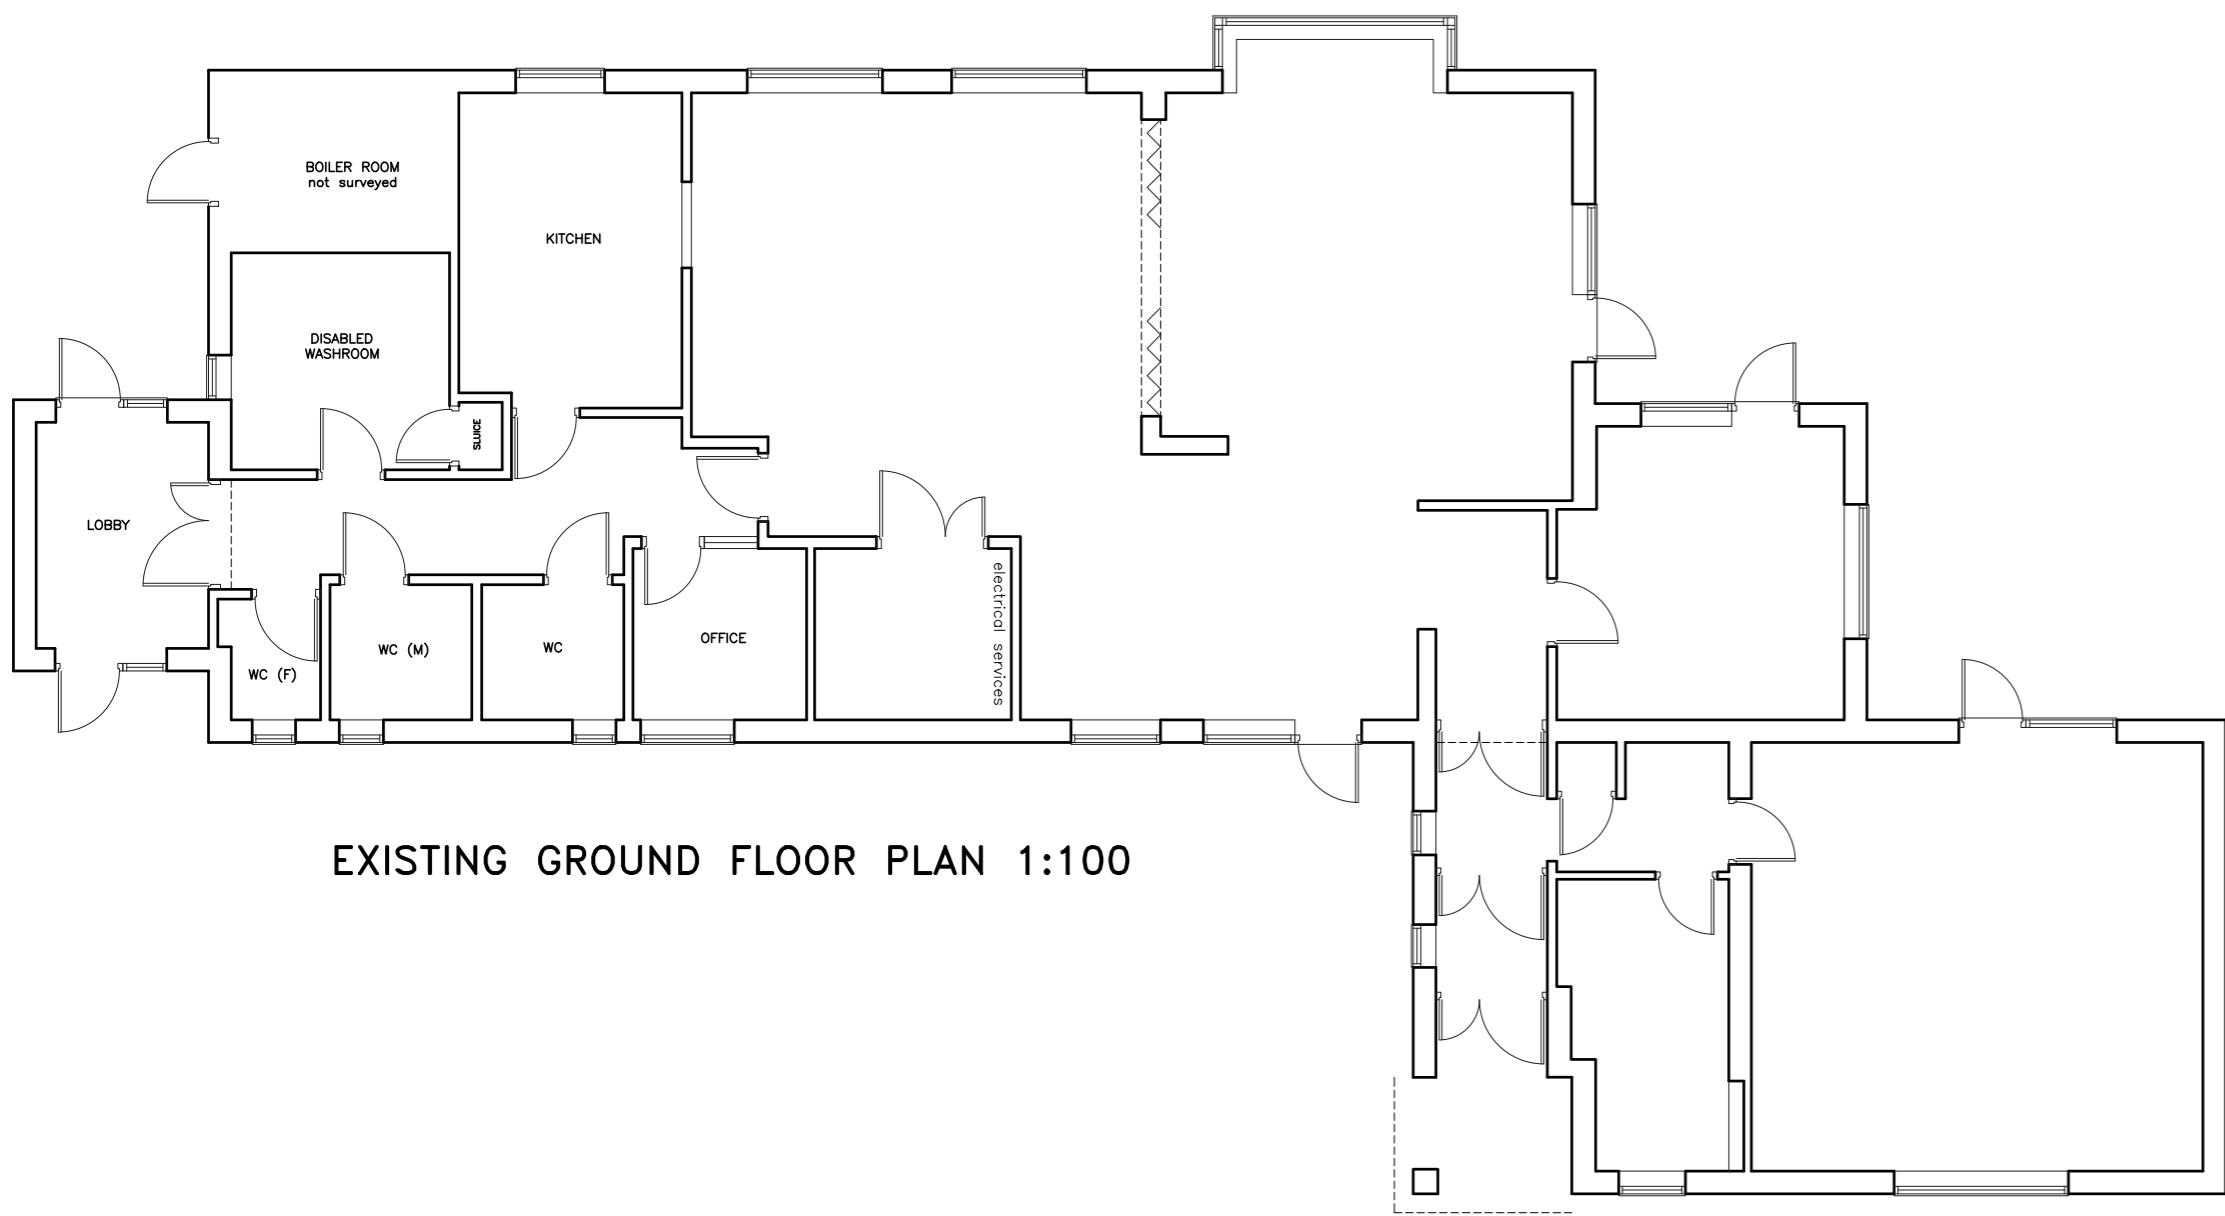 BOILER ROOM
not surveyed
KITCHEN
DISABLED
WASHROOM
SLUICE
LOBBY
electrical services
OFFICE
WC
WC (M)
WC (F)
EXISTING GROUND FLOOR PLAN 1:100